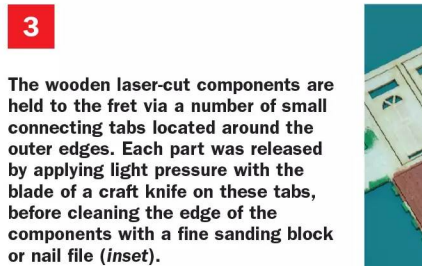 3
The wooden laser-cut components are
held to the fret via a number of small
connecting tabs located around the
outer edges. Each part was released
by applying light pressure with the
blade of a craft knife on these tabs,
before cleaning the edge of the
components with a fine sanding block
or nail file (inset).